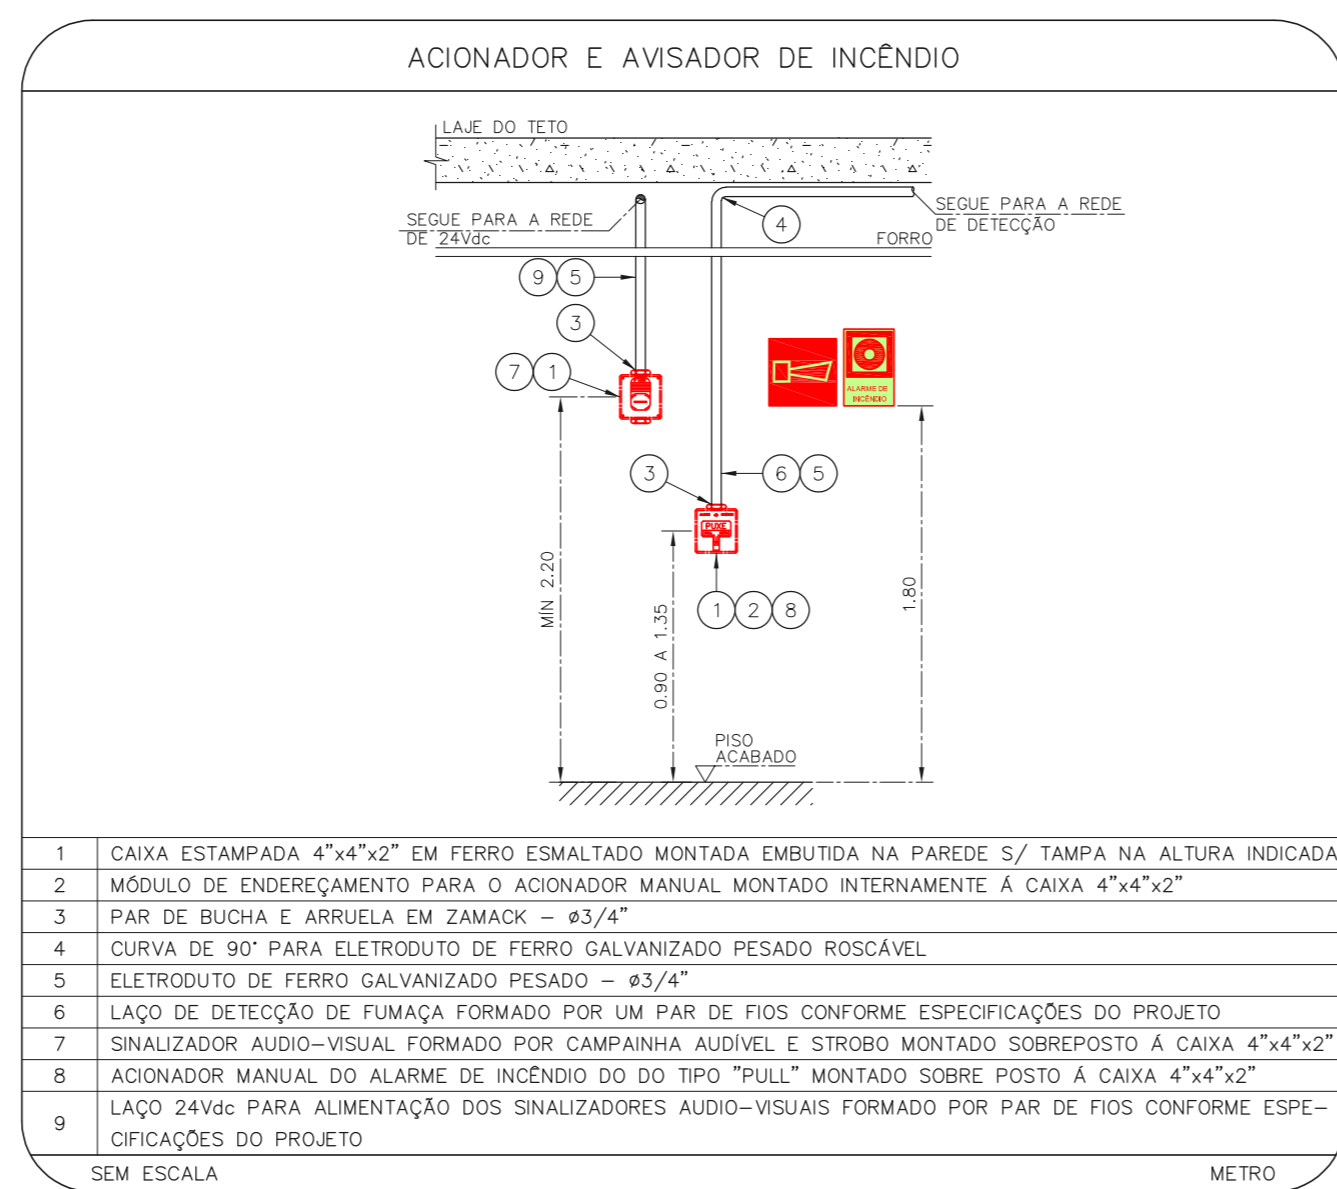 ACIONADOR E AVISADOR DE INCÊNDIO
LAJE DO TETO
SEGUE PARA A REDE
DE 24Vdc
SEGUE PARA A REDE
DE DETECÇÃO
4
FORRO
9 5
3
7 1
ALARME DE
INCÊNDIO
3
6 5
PUXE
1 2 8
MÍN 2.20
0.90 A 1.35
1.80
PISO
ACABADO
1 CAIXA ESTAMPADA 4”x4”x2” EM FERRO ESMALTADO MONTADA EMBUTIDA NA PAREDE S/ TAMPA NA ALTURA INDICADA
2 MÓDULO DE ENDEREÇAMENTO PARA O ACIONADOR MANUAL MONTADO INTERNAMENTE Á CAIXA 4”x4”x2”
3 PAR DE BUCHA E ARRUELA EM ZAMACK – ø3/4”
4 CURVA DE 90° PARA ELETRODUTO DE FERRO GALVANIZADO PESADO ROSCÁVEL
5 ELETRODUTO DE FERRO GALVANIZADO PESADO – ø3/4”
6 LAÇO DE DETECÇÃO DE FUMAÇA FORMADO POR UM PAR DE FIOS CONFORME ESPECIFICAÇÕES DO PROJETO
7 SINALIZADOR AUDIO–VISUAL FORMADO POR CAMPAINHA AUDÍVEL E STROBO MONTADO SOBREPOSTO Á CAIXA 4”x4”x2”
8 ACIONADOR MANUAL DO ALARME DE INCÊNDIO DO DO TIPO "PULL" MONTADO SOBRE POSTO Á CAIXA 4”x4”x2”
9 LAÇO 24Vdc PARA ALIMENTAÇÃO DOS SINALIZADORES AUDIO–VISUAIS FORMADO POR PAR DE FIOS CONFORME ESPE–
CIFICAÇÕES DO PROJETO
SEM ESCALA
METRO